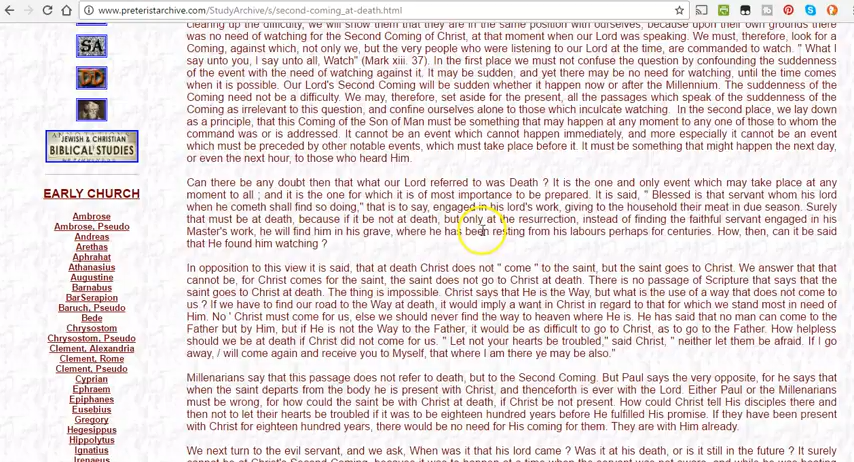 www.preteristarchive.com/StudyArchive/s/second-coming_at-death.html
clearing up the difficulty, we will show them that they are in the same position with ourselves, because upon their own grounds there
was no need of watching for the Second Coming of Christ, at that moment when our Lord was speaking. We must, therefore, look for a
Coming, against which, not only we, but the very people who were listening to our Lord at the time, are commanded to watch. " What I
say unto you, I say unto all, Watch" (Mark xiii. 37). In the first place we must not confuse the question by confounding the suddenness
of the event with the need of watching against it. It may be sudden, and yet there may be no need for watching, until the time comes
when it is possible. Our Lord's Second Coming will be sudden whether it happen now or after the Millennium. The suddenness of the
Coming need not be a difficulty. We may, therefore, set aside for the present, all the passages which speak of the suddenness of the
Coming as irrelevant to this question, and confine ourselves alone to those which inculcate watching. In the second place, we lay down
as a principle, that this Coming of the Son of Man must be something that may happen at any moment to any one of those to whom the
command was or is addressed. It cannot be an event which cannot happen immediately, and more especially it cannot be an event
which must be preceded by other notable events, which must take place before it. It must be something that might happen the next day,
or even the next hour, to those who heard Him.
Can there be any doubt then that what our Lord referred to was Death ? It is the one and only event which may take place at any
moment to all ; and it is the one for which it is of most importance to be prepared. It is said, " Blessed is that servant whom his lord
when he cometh shall find so doing," that is to say, engaged in his lord's work, giving to the household their meat in due season. Surely
that must be at death, because if it be not at death, but only at the resurrection, instead of finding the faithful servant engaged in his
Master's work, he will find him in his grave, where he has been resting from his labours perhaps for centuries. How, then, can it be said
that He found him watching ?
In opposition to this view it is said, that at death Christ does not " come " to the saint, but the saint goes to Christ. We answer that that
cannot be, for Christ comes for the saint, the saint does not go to Christ at death. There is no passage of Scripture that says that the
saint goes to Christ at death. The thing is impossible. Christ says that He is the Way, but what is the use of a way that does not come to
us ? If we have to find our road to the Way at death, it would imply a want in Christ in regard to that for which we stand most in need of
Him. No ' Christ must come for us, else we should never find the way to heaven where He is. He has said that no man can come to the
Father but by Him, but if He is not the Way to the Father, it would be as difficult to go to Christ, as to go to the Father. How helpless
should we be at death if Christ did not come for us. " Let not your hearts be troubled," said Christ, " neither let them be afraid. If I go
away, / will come again and receive you to Myself, that where I am there ye may be also."
Millenarians say that this passage does not refer to death, but to the Second Coming. But Paul says the very opposite, for he says that
when the saint departs from the body he is present with Christ, and thenceforth is ever with the Lord. Either Paul or the Millenarians
must be wrong, for how could the saint be with Christ at death, if Christ be not present. How could Christ tell His disciples there and
then not to let their hearts be troubled if it was to be eighteen hundred years before He fulfilled His promise. If they have been present
with Christ for eighteen hundred years, there would be no need for His coming for them. They are with Him already.
We next turn to the evil servant, and we ask, When was it that his lord came ? Was it at his death, or is it still in the future ? It surely
SA
JEWISH & CHRISTIAN
BIBLICAL STUDIES
EARLY CHURCH
Ambrose
Ambrose, Pseudo
Andreas
Arethas
Aphrahat
Athanasius
Augustine
Barnabus
BarSerapion
Baruch, Pseudo
Bede
Chrysostom
Chrysostom, Pseudo
Clement, Alexandria
Clement, Rome
Clement, Pseudo
Cyprian
Ephraem
Epiphanes
Eusebius
Gregory
Hegesippus
Hippolytus
Ignatius
Irenaeus